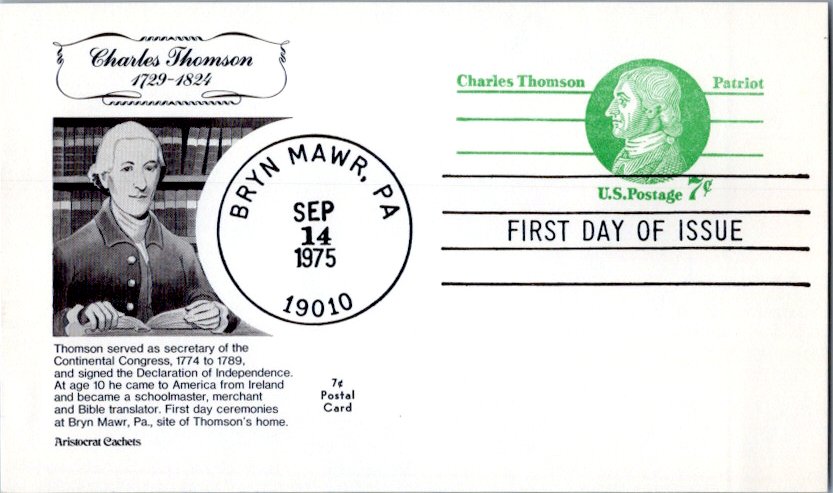 Charles Thomson
1729-1824
Charles Thomson Patriot
U.S. Postage 7¢
BRYN MAWR, PA
SEP
14
1975
19010
FIRST DAY OF ISSUE
Thomson served as secretary of the
Continental Congress, 1774 to 1789,
and signed the Declaration of Independence.
At age 10 he came to America from Ireland
and became a schoolmaster, merchant
and Bible translator. First day ceremonies
at Bryn Mawr, Pa., site of Thomson's home.
Aristocrat Cachets
7¢
Postal
Card